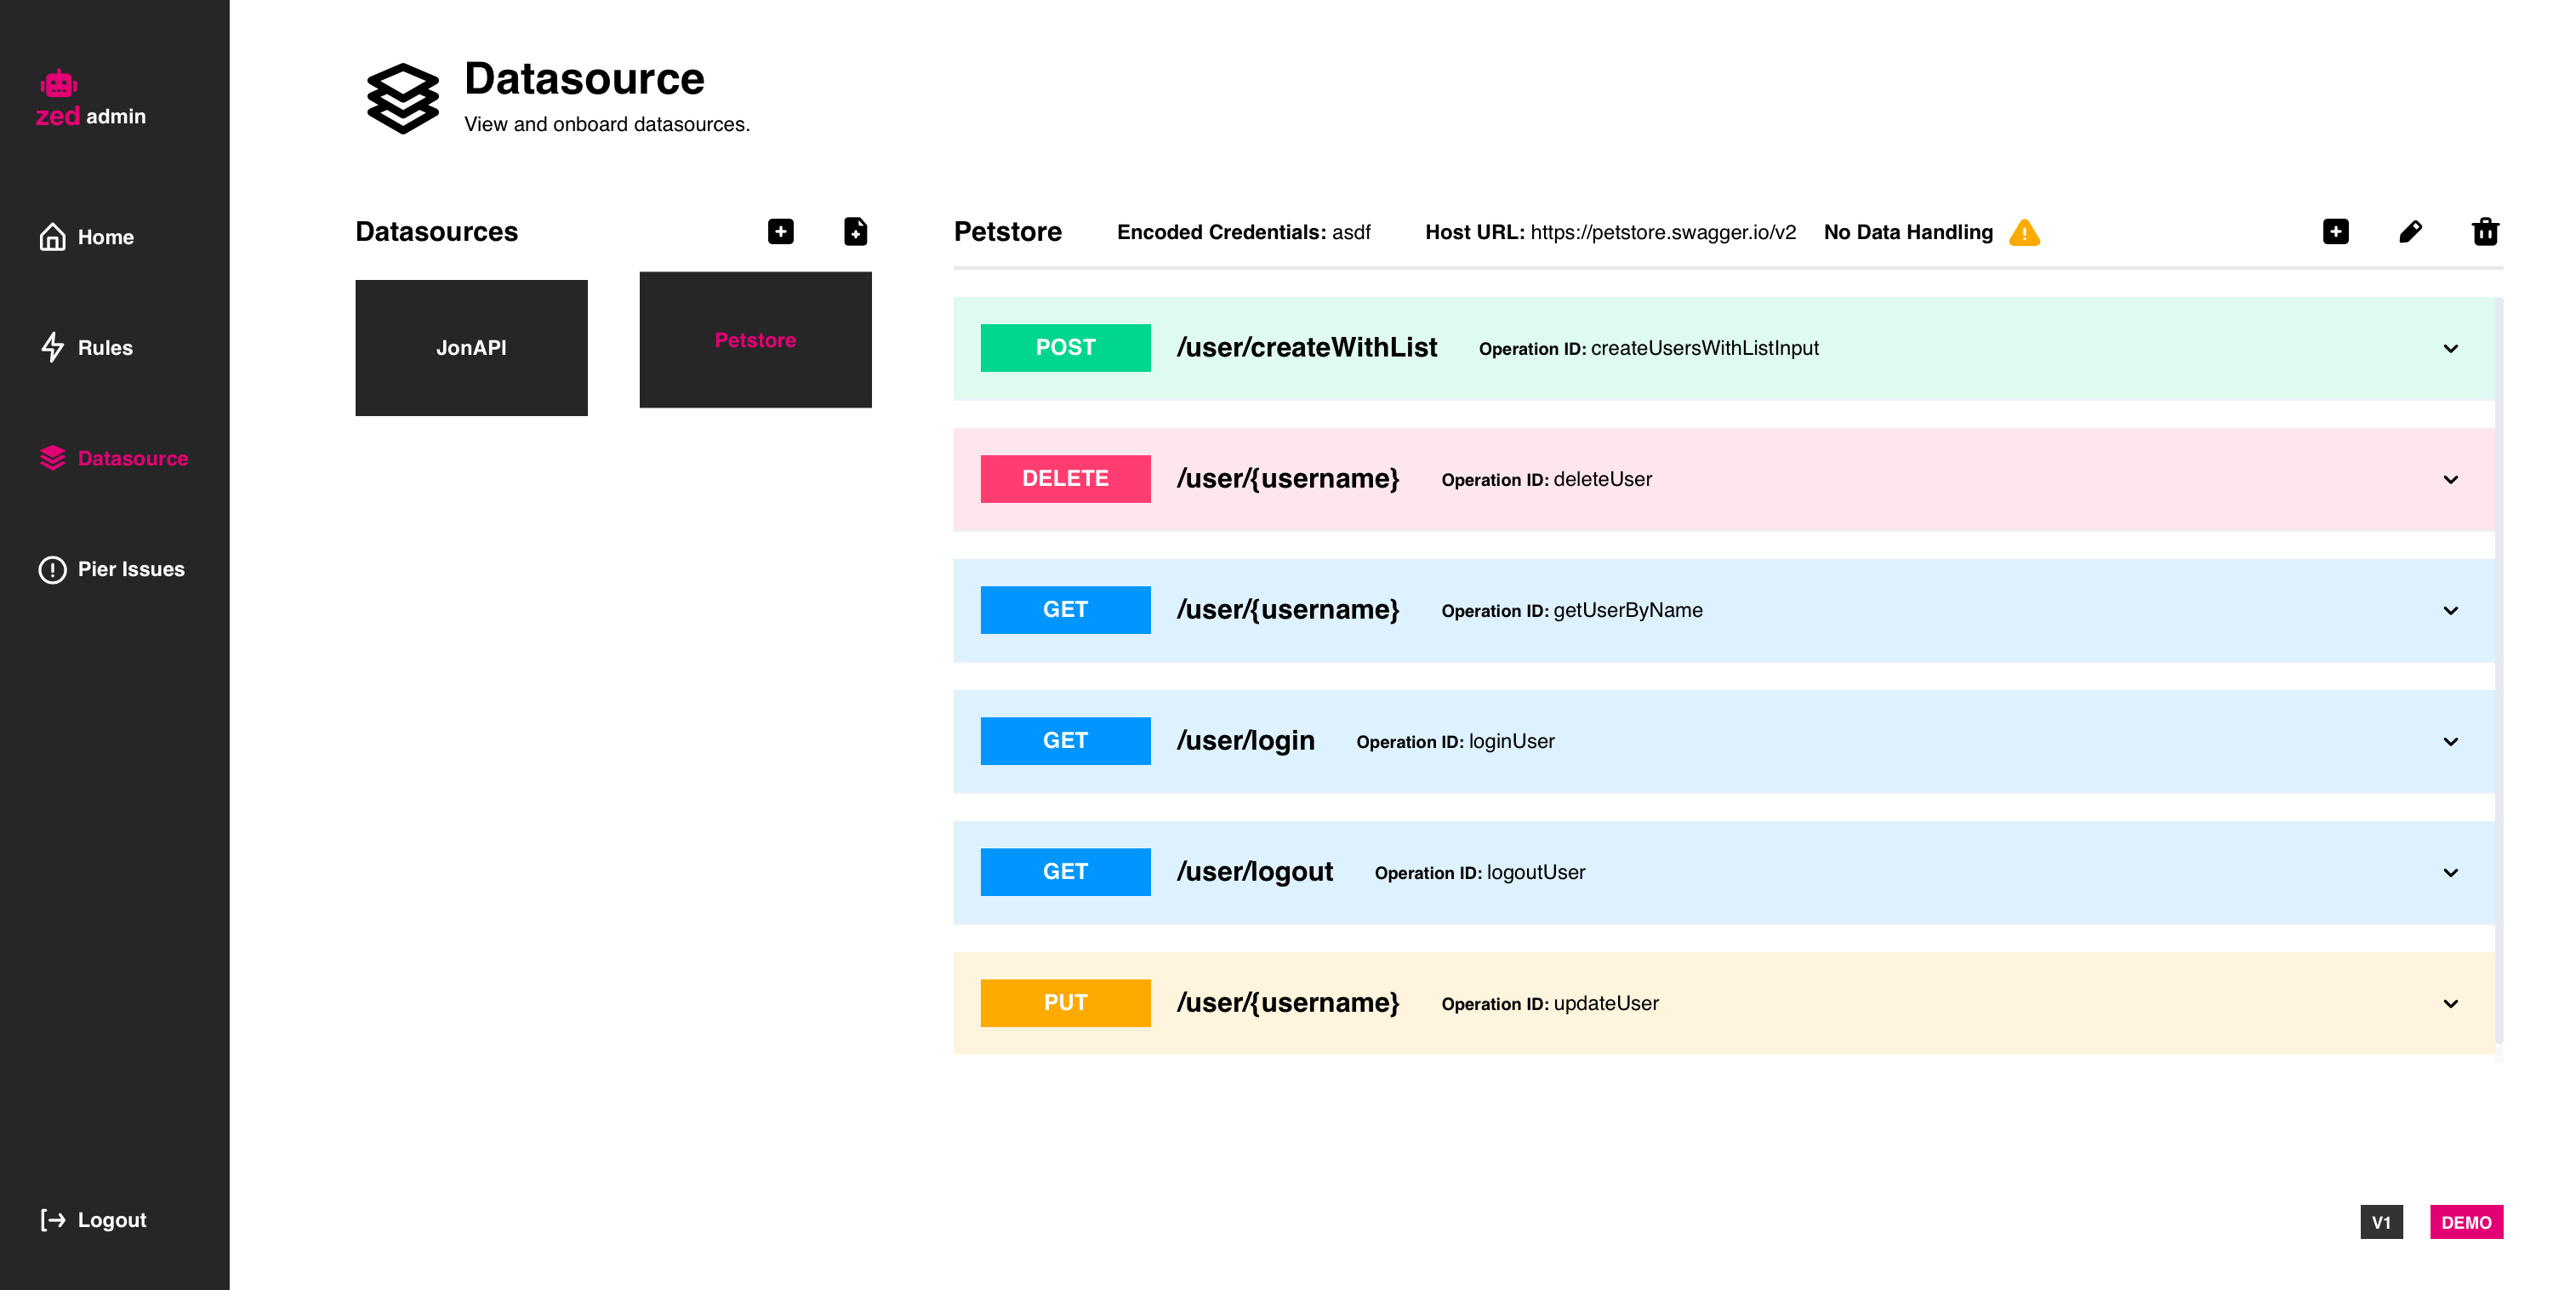 zed admin
Home
Rules
Datasource
Pier Issues
Logout
Datasource
View and onboard datasources.
Datasources
JonAPI
Petstore
Petstore Encoded Credentials: asdf Host URL: https://petstore.swagger.io/v2 No Data Handling
POST /user/createWithList Operation ID: createUsersWithListInput
DELETE /user/{username} Operation ID: deleteUser
GET /user/{username} Operation ID: getUserByName
GET /user/login Operation ID: loginUser
GET /user/logout Operation ID: logoutUser
PUT /user/{username} Operation ID: updateUser
V1 DEMO